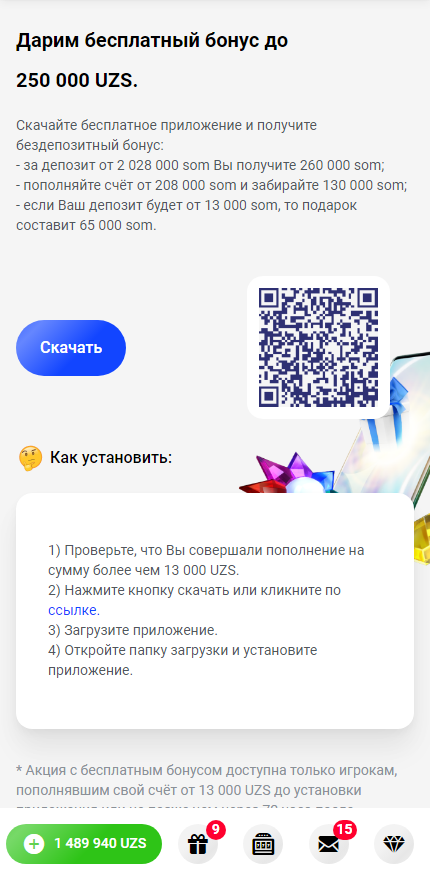 Дарим бесплатный бонус до
250 000 UZS.
Скачайте бесплатное приложение и получите
бездепозитный бонус:
- за депозит от 2 028 000 som Вы получите 260 000 som;
- пополняйте счёт от 208 000 som и забирайте 130 000 som;
- если Ваш депозит будет от 13 000 som, то подарок
составит 65 000 som.
Скачать
Как установить:
1) Проверьте, что Вы совершали пополнение на
сумму более чем 13 000 UZS.
2) Нажмите кнопку скачать или кликните по
ссылке.
3) Загрузите приложение.
4) Откройте папку загрузки и установите
приложение.
* Акция с бесплатным бонусом доступна только игрокам,
пополнявшим свой счёт от 13 000 UZS до установки
1 489 940 UZS
9
15